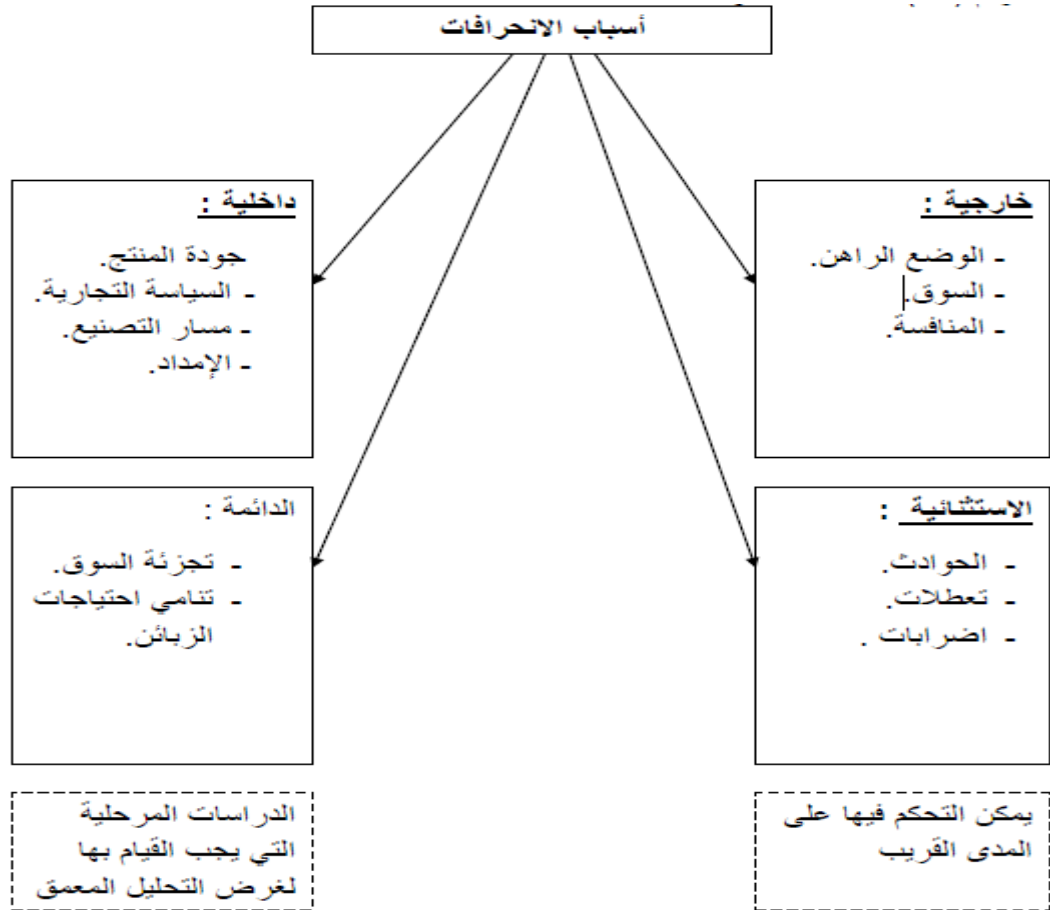 أسباب الانحرافات
خارجية :
- الوضع الراهن.
- السوق.
- المنافسة.
داخلية :
جودة المنتج.
- السياسة التجارية.
- مسار التصنيع.
- الإمداد.
الاستثنائية :
- الحوادث.
- تعطلات.
- اضرابات .
الدائمة :
- تجزئة السوق.
- تنامي احتياجات
الزبائن.
يمكن التحكم فيها على
المدى القريب
الدراسات المرحلية
التي يجب القيام بها
لغرض التحليل المعمق